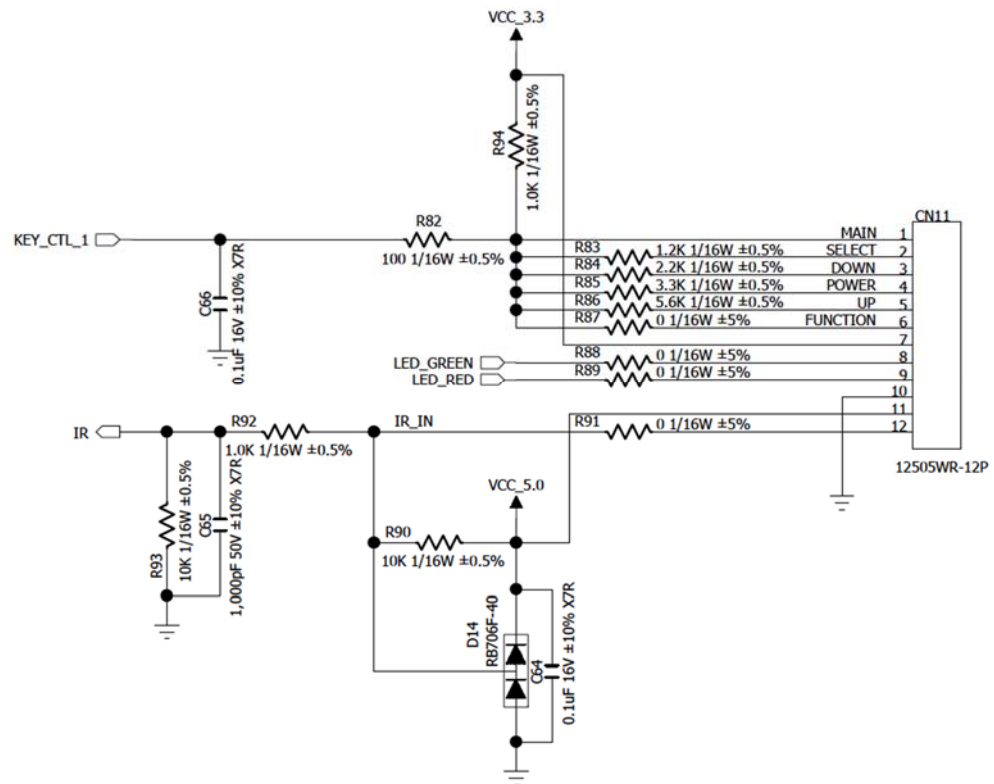 VCC_3.3
R94
1.0K 1/16W ±0.5%
CN11
KEY_CTL_1
R82
100 1/16W ±0.5%
MAIN 1
R83 1.2K 1/16W ±0.5% SELECT 2
R84 2.2K 1/16W ±0.5% DOWN 3
R85 3.3K 1/16W ±0.5% POWER 4
R86 5.6K 1/16W ±0.5% UP 5
R87 0 1/16W ±5% FUNCTION 6
7
C66
0.1uF 16V ±10% X7R
LED_GREEN R88 0 1/16W ±5% 8
LED_RED R89 0 1/16W ±5% 9
10
11
IR
R92
1.0K 1/16W ±0.5%
IR_IN
R91 0 1/16W ±5% 12
12505WR-12P
R93
10K 1/16W ±0.5%
C65
1,000pF 50V ±10% X7R
VCC_5.0
R90
10K 1/16W ±0.5%
D14
RB706F-40
C64
0.1uF 16V ±10% X7R